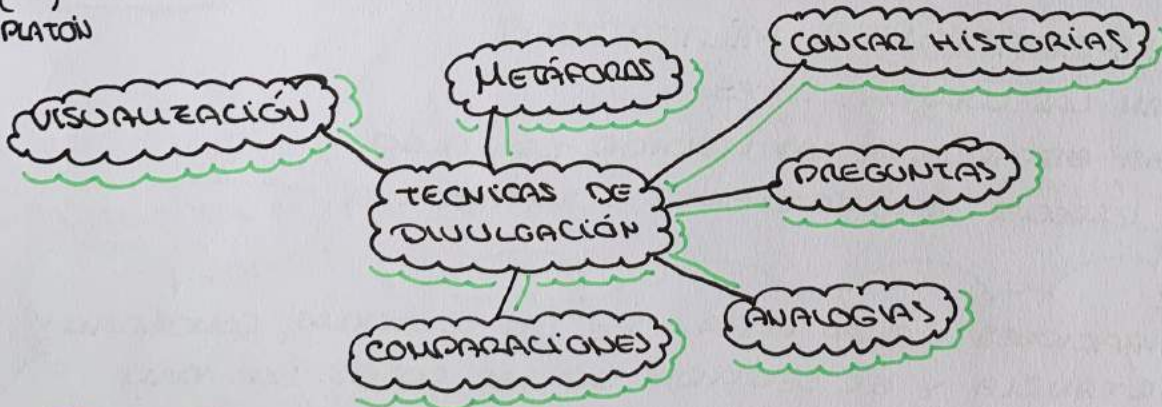 PLATÓN
METÁFORAS
CONTAR HISTORIAS
VISUALIZACIÓN
PREGUNTAS
TECNICAS DE
DIVULGACIÓN
ANALOGIAS
COMPARACIONES